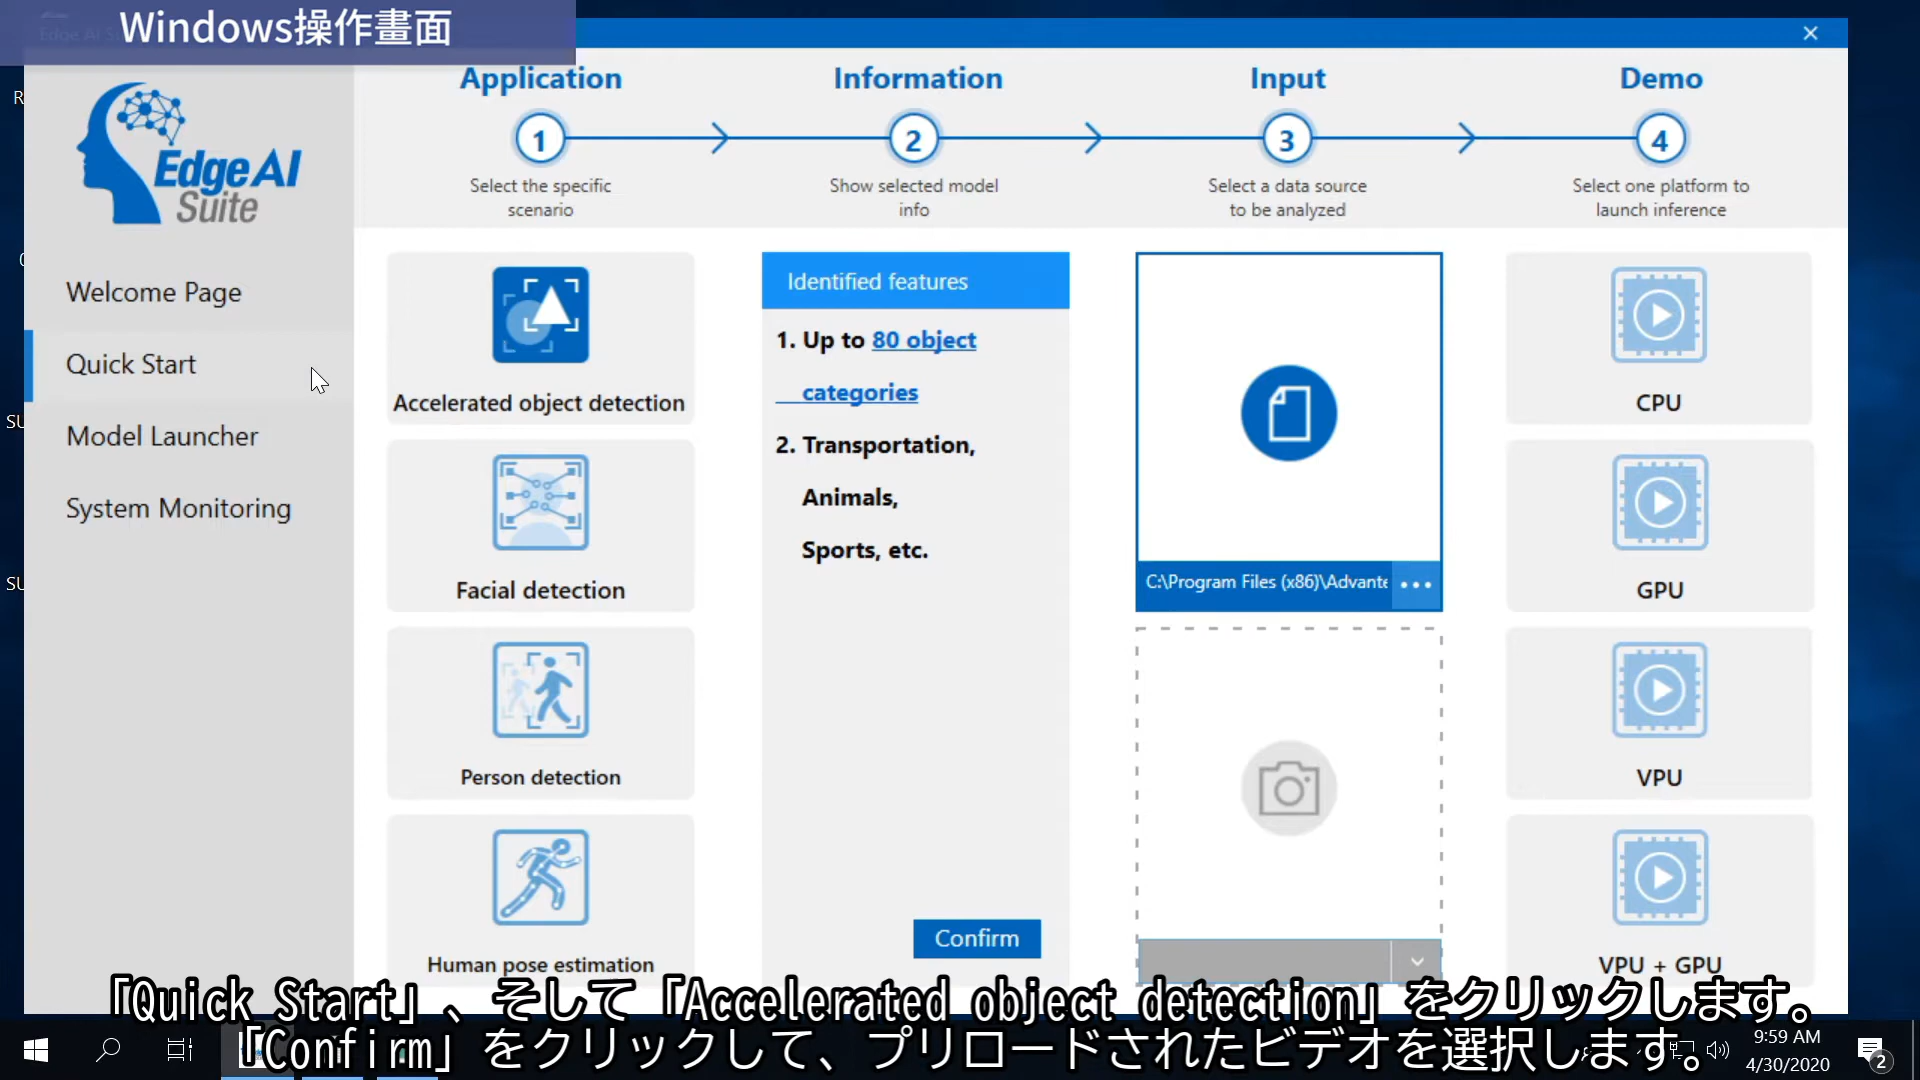 Windows操作畫面
Edge AI
Suite
Welcome Page
Quick Start
Model Launcher
System Monitoring
Application
1
Select the specific
scenario
Information
2
Show selected model
info
Input
3
Select a data source
to be analyzed
Demo
4
Select one platform to
launch inference
Accelerated object detection
Facial detection
Person detection
Human pose estimation
Identified features
1. Up to 80 object
categories
2. Transportation,
Animals,
Sports, etc.
Confirm
C:\Program Files (x86)\Advante
CPU
GPU
VPU
VPU + GPU
「Quick Start」、そして「Accelerated object detection」をクリックします。
「Confirm」をクリックして、プリロードされたビデオを選択します。
9:59 AM
4/30/2020
2